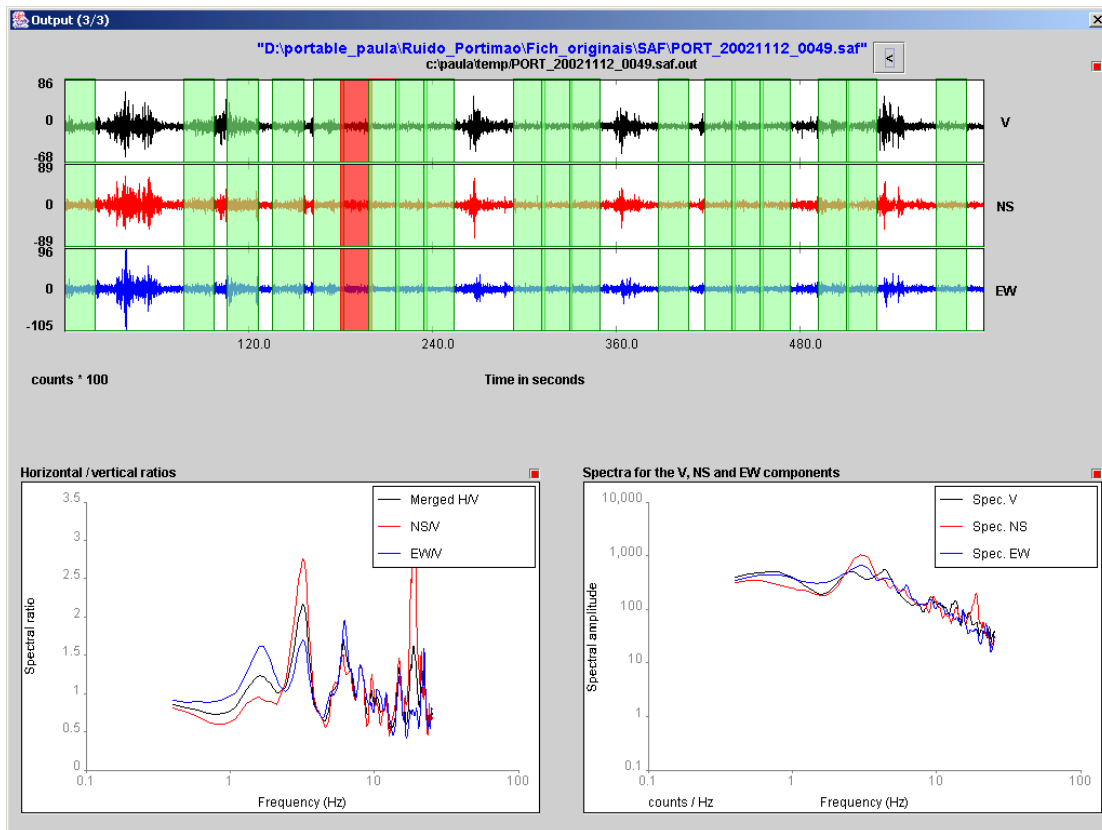 Output (3/3)
"D:\portable_paula\Ruido_Portimao\Fich_originais\SAF\PORT_20021112_0049.saf"
<
c:\paula\temp/PORT_20021112_0049.saf.out
86
0
-68
V
89
0
-89
NS
96
0
-105
EW
120.0 240.0 360.0 480.0
counts * 100 Time in seconds
Horizontal / vertical ratios
3.5
3
2.5
2
1.5
1
0.5
0
Spectral ratio
Merged H/V
NS/V
EW/V
0.1 1 10 100
Frequency (Hz)
Spectra for the V, NS and EW components
10,000
1,000
100
10
1
0.1
Spectral amplitude
Spec. V
Spec. NS
Spec. EW
0.1 1 10 100
counts / Hz Frequency (Hz)